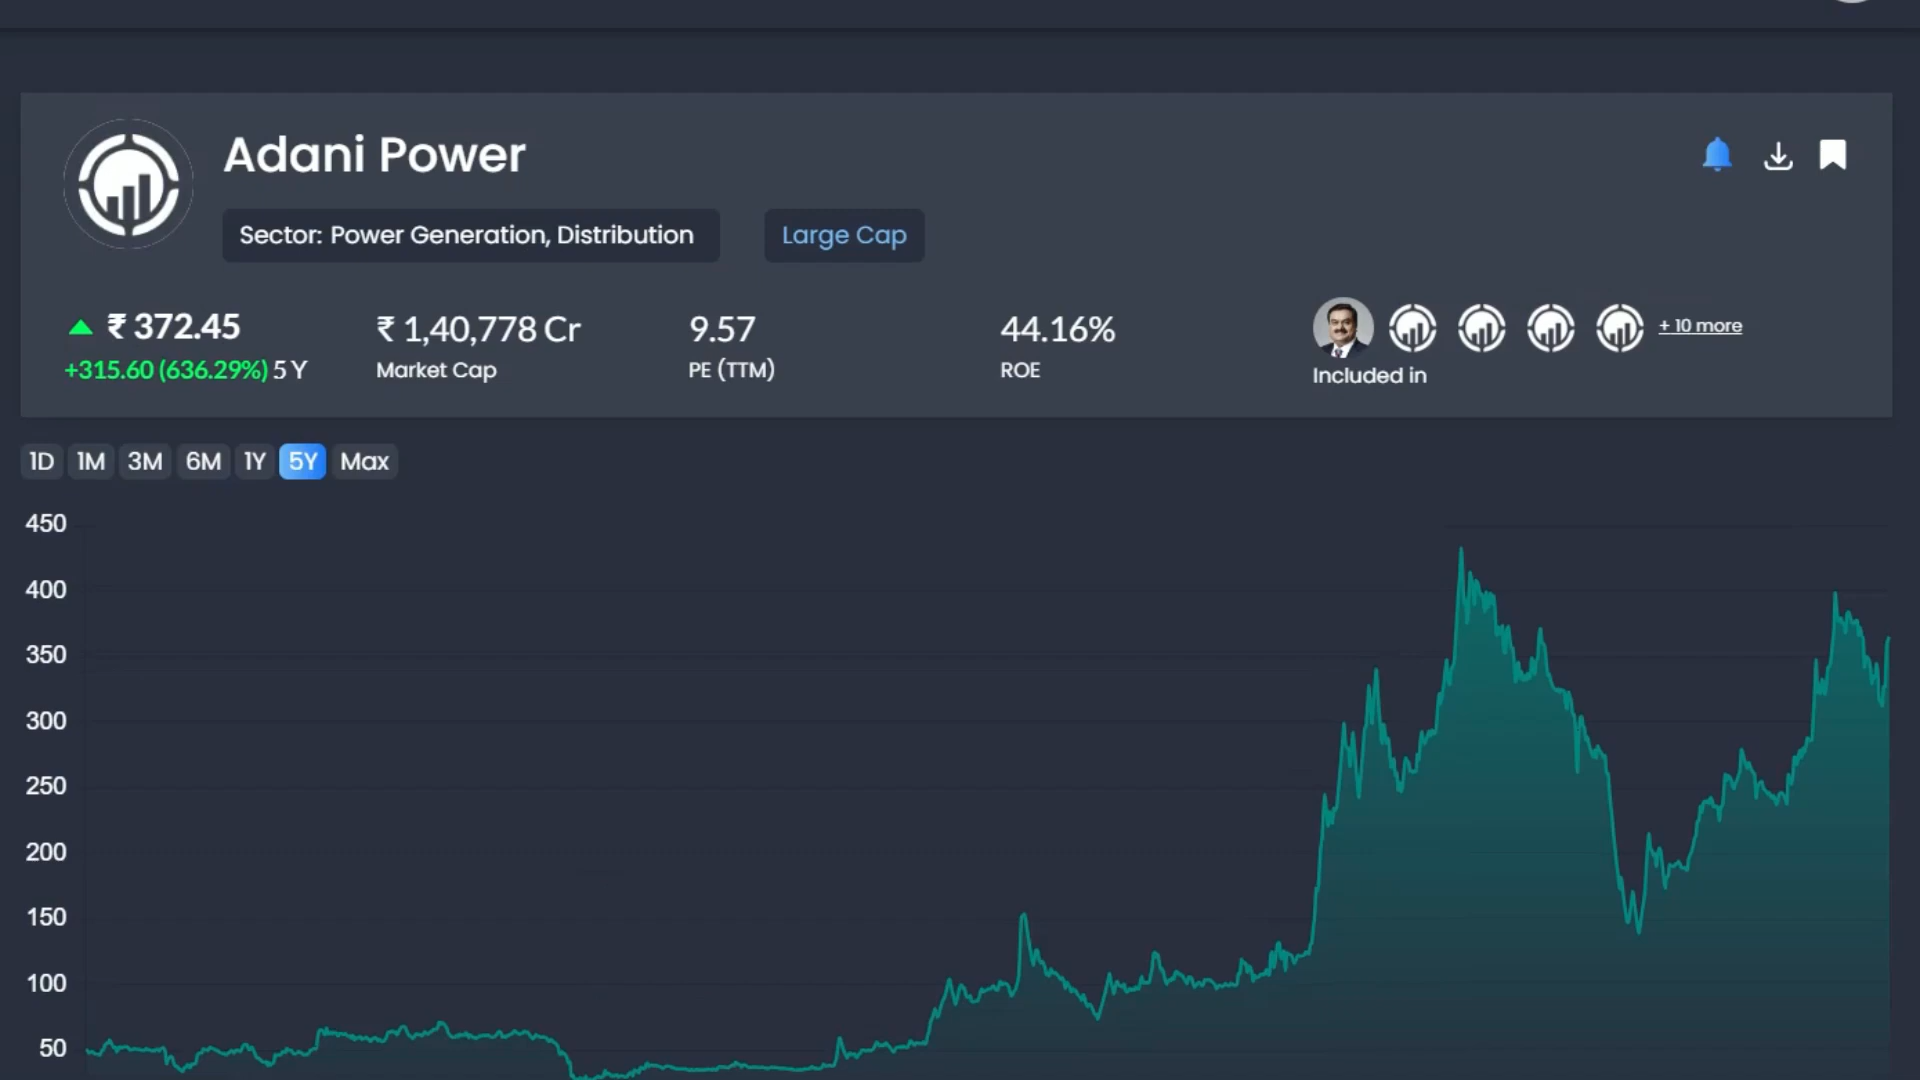 Adani Power
Sector: Power Generation, Distribution
Large Cap
₹ 372.45
₹ 1,40,778 Cr
9.57
44.16%
+ 10 more
+315.60 (636.29%) 5 Y
Market Cap
PE (TTM)
ROE
Included in
1D 1M 3M 6M 1Y 5Y Max
450
400
350
300
250
200
150
100
50